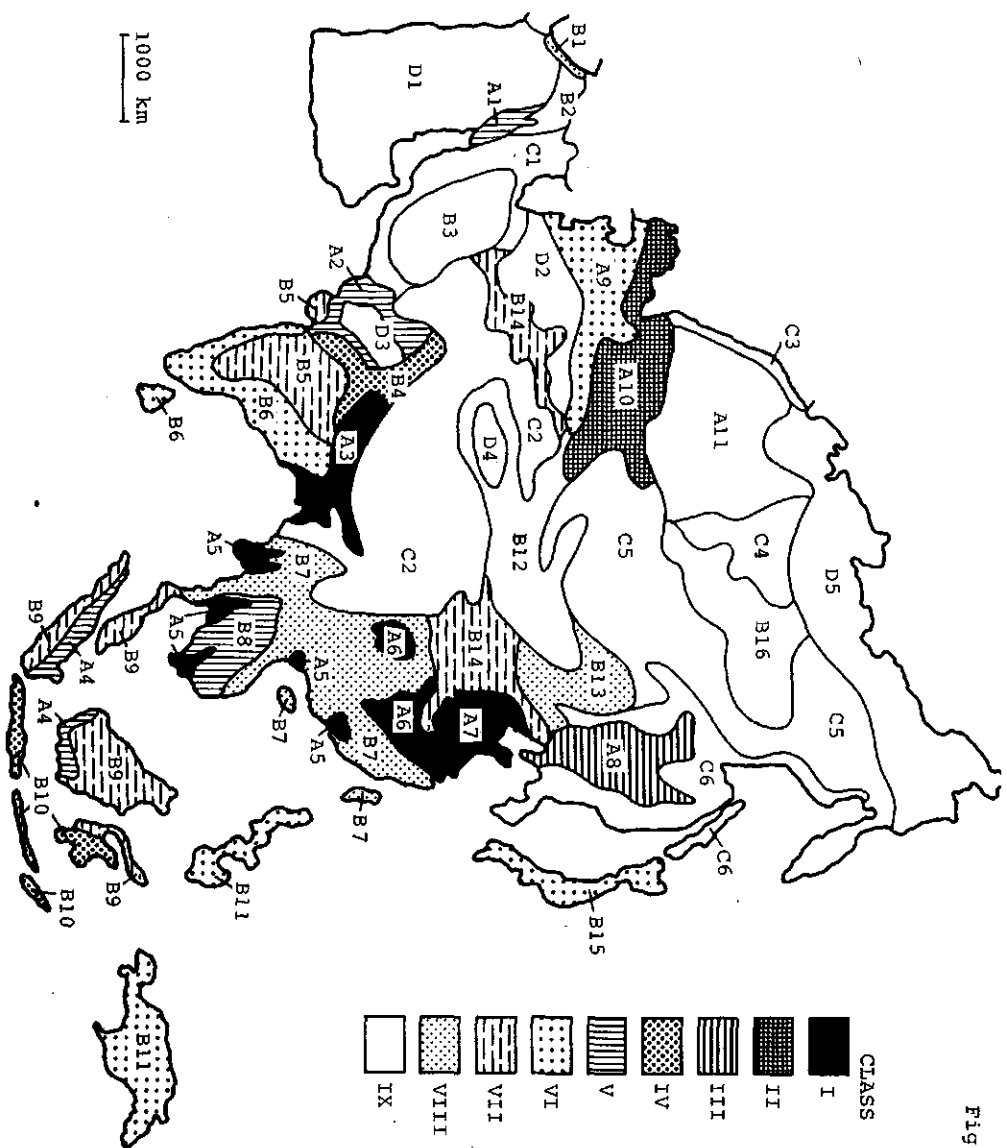 Fig
CLASS
I
II
III
IV
V
VI
VII
VIII
IX
1000 km
B1
D1
A1
B2
C1
B3
A2
B5
D3
B14
D2
A9
A10
C3
A11
B5
B6
B4
A3
B6
D4
C2
B12
C5
C4
D5
B16
C5
C2
A5
B7
B8
A5
B9
B9
A4
A5
A6
B14
B13
A6
A7
A8
C6
B7
A5
B7
B7
C6
B15
A4
B9
B10
B9
B10
B11
B11